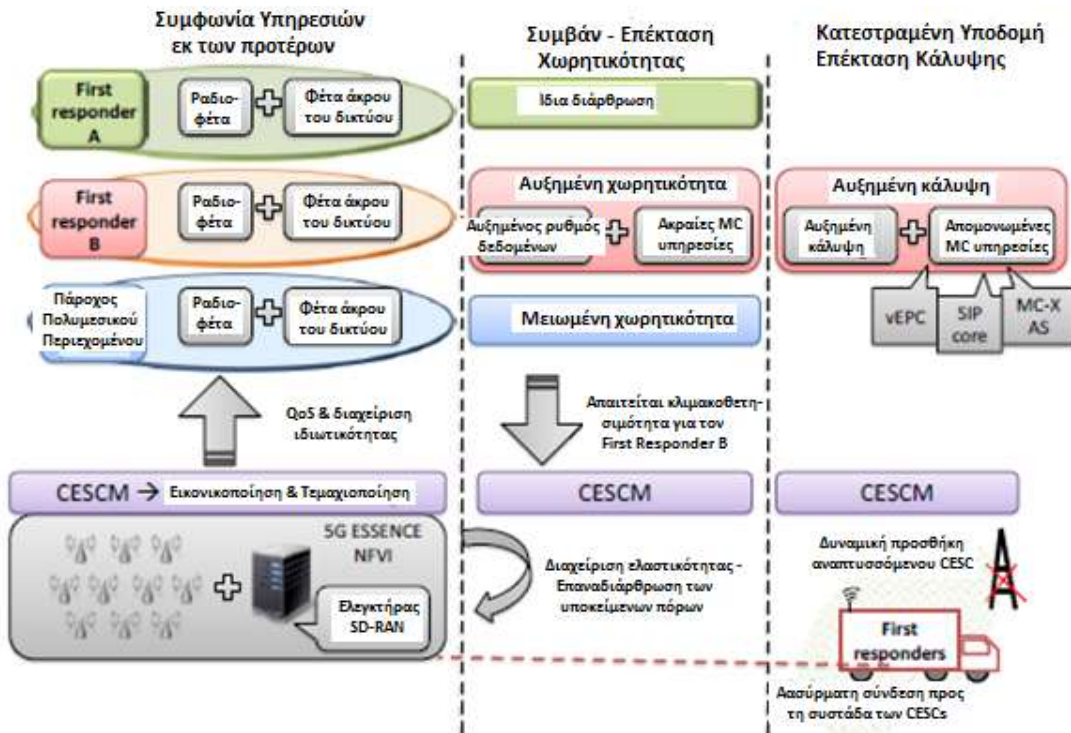 Συμφωνία Υπηρεσιών
εκ των προτέρων
First
responder
A
Ραδιο-
φέτα
Φέτα άκρου
του δικτύου
First
responder
B
Ραδιο-
φέτα
Φέτα άκρου
του δικτύου
Πάροχος
Πολυμεσικού
Περιεχομένου
Ραδιο-
φέτα
Φέτα άκρου
του δικτύου
QoS & διαχείριση
ιδιωτικότητας
CESCM → Εικονικοποίηση & Τεμαχιοποίηση
5G ESSENCE
NFVI
Ελεγκτήρας
SD-RAN
Συμβάν - Επέκταση
Χωρητικότητας
Ιδια διάρθρωση
Αυξημένη χωρητικότητα
Αυξημένος ρυθμός
δεδομένων
Ακραίες MC
υπηρεσίες
Μειωμένη χωρητικότητα
Απαιτείται κλιμακοθετη-
σιμότητα για τον
First Responder B
CESCM
Διαχείριση ελαστικότητας -
Επαναδιάρθρωση των
υποκείμενων πόρων
Κατεστραμένη Υποδομή
Επέκταση Κάλυψης
Αυξημένη κάλυψη
Αυξημένη
κάλυψη
Απομονωμένες
MC υπηρεσίες
vEPC
SIP
core
MC-X
AS
CESCM
Δυναμική προσθήκη
αναπτυσσόμενου CESC
First
responders
Αασύρματη σύνδεση προς
τη συστάδα των CESCs